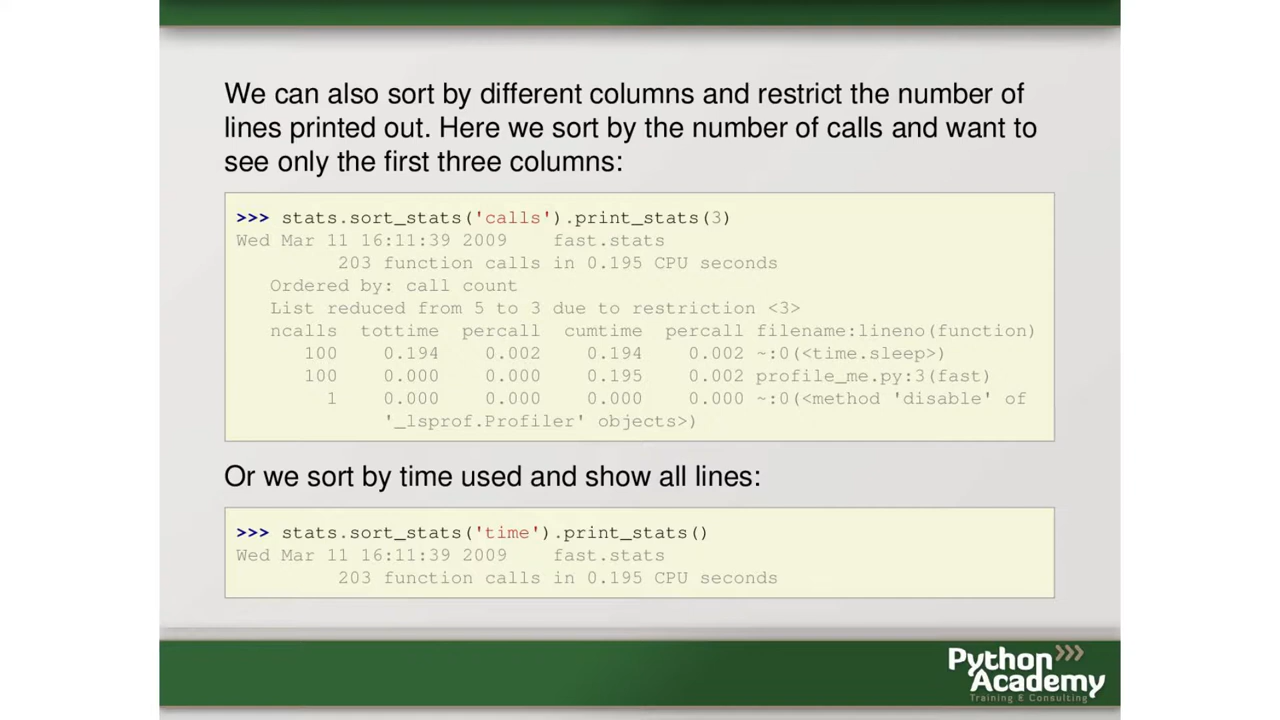 We can also sort by different columns and restrict the number of
lines printed out. Here we sort by the number of calls and want to
see only the first three columns:
>>> stats.sort_stats('calls').print_stats(3)
Wed Mar 11 16:11:39 2009    fast.stats
         203 function calls in 0.195 CPU seconds
   Ordered by: call count
   List reduced from 5 to 3 due to restriction <3>
   ncalls  tottime  percall  cumtime  percall filename:lineno(function)
      100    0.194    0.002    0.194    0.002 ~:0(<time.sleep>)
      100    0.000    0.000    0.195    0.002 profile_me.py:3(fast)
        1    0.000    0.000    0.000    0.000 ~:0(<method 'disable' of
             '_lsprof.Profiler' objects>)
Or we sort by time used and show all lines:
>>> stats.sort_stats('time').print_stats()
Wed Mar 11 16:11:39 2009    fast.stats
         203 function calls in 0.195 CPU seconds
Python
Academy
Training & Consulting